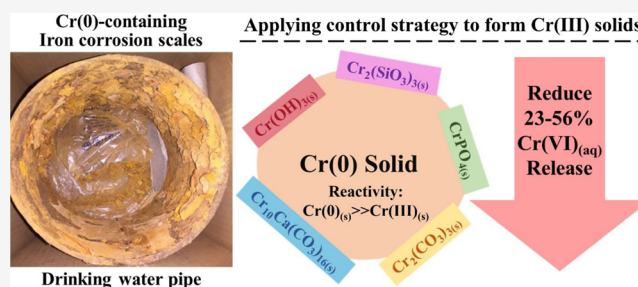 Cr(0)-containing
Iron corrosion scales
Applying control strategy to form Cr(III) solids
Cr₂(SiO₃)₃₍ₛ₎
Cr(OH)₃₍ₛ₎
CrPO₄₍ₛ₎
Cr(0) Solid
Reactivity:
Cr(0)₍ₛ₎>>Cr(III)₍ₛ₎
Cr₁₀Ca(CO₃)₁₆₍ₛ₎
Cr₂(CO₃)₃₍ₛ₎
Reduce
23-56%
Cr(VI)₍aq₎
Release
Drinking water pipe